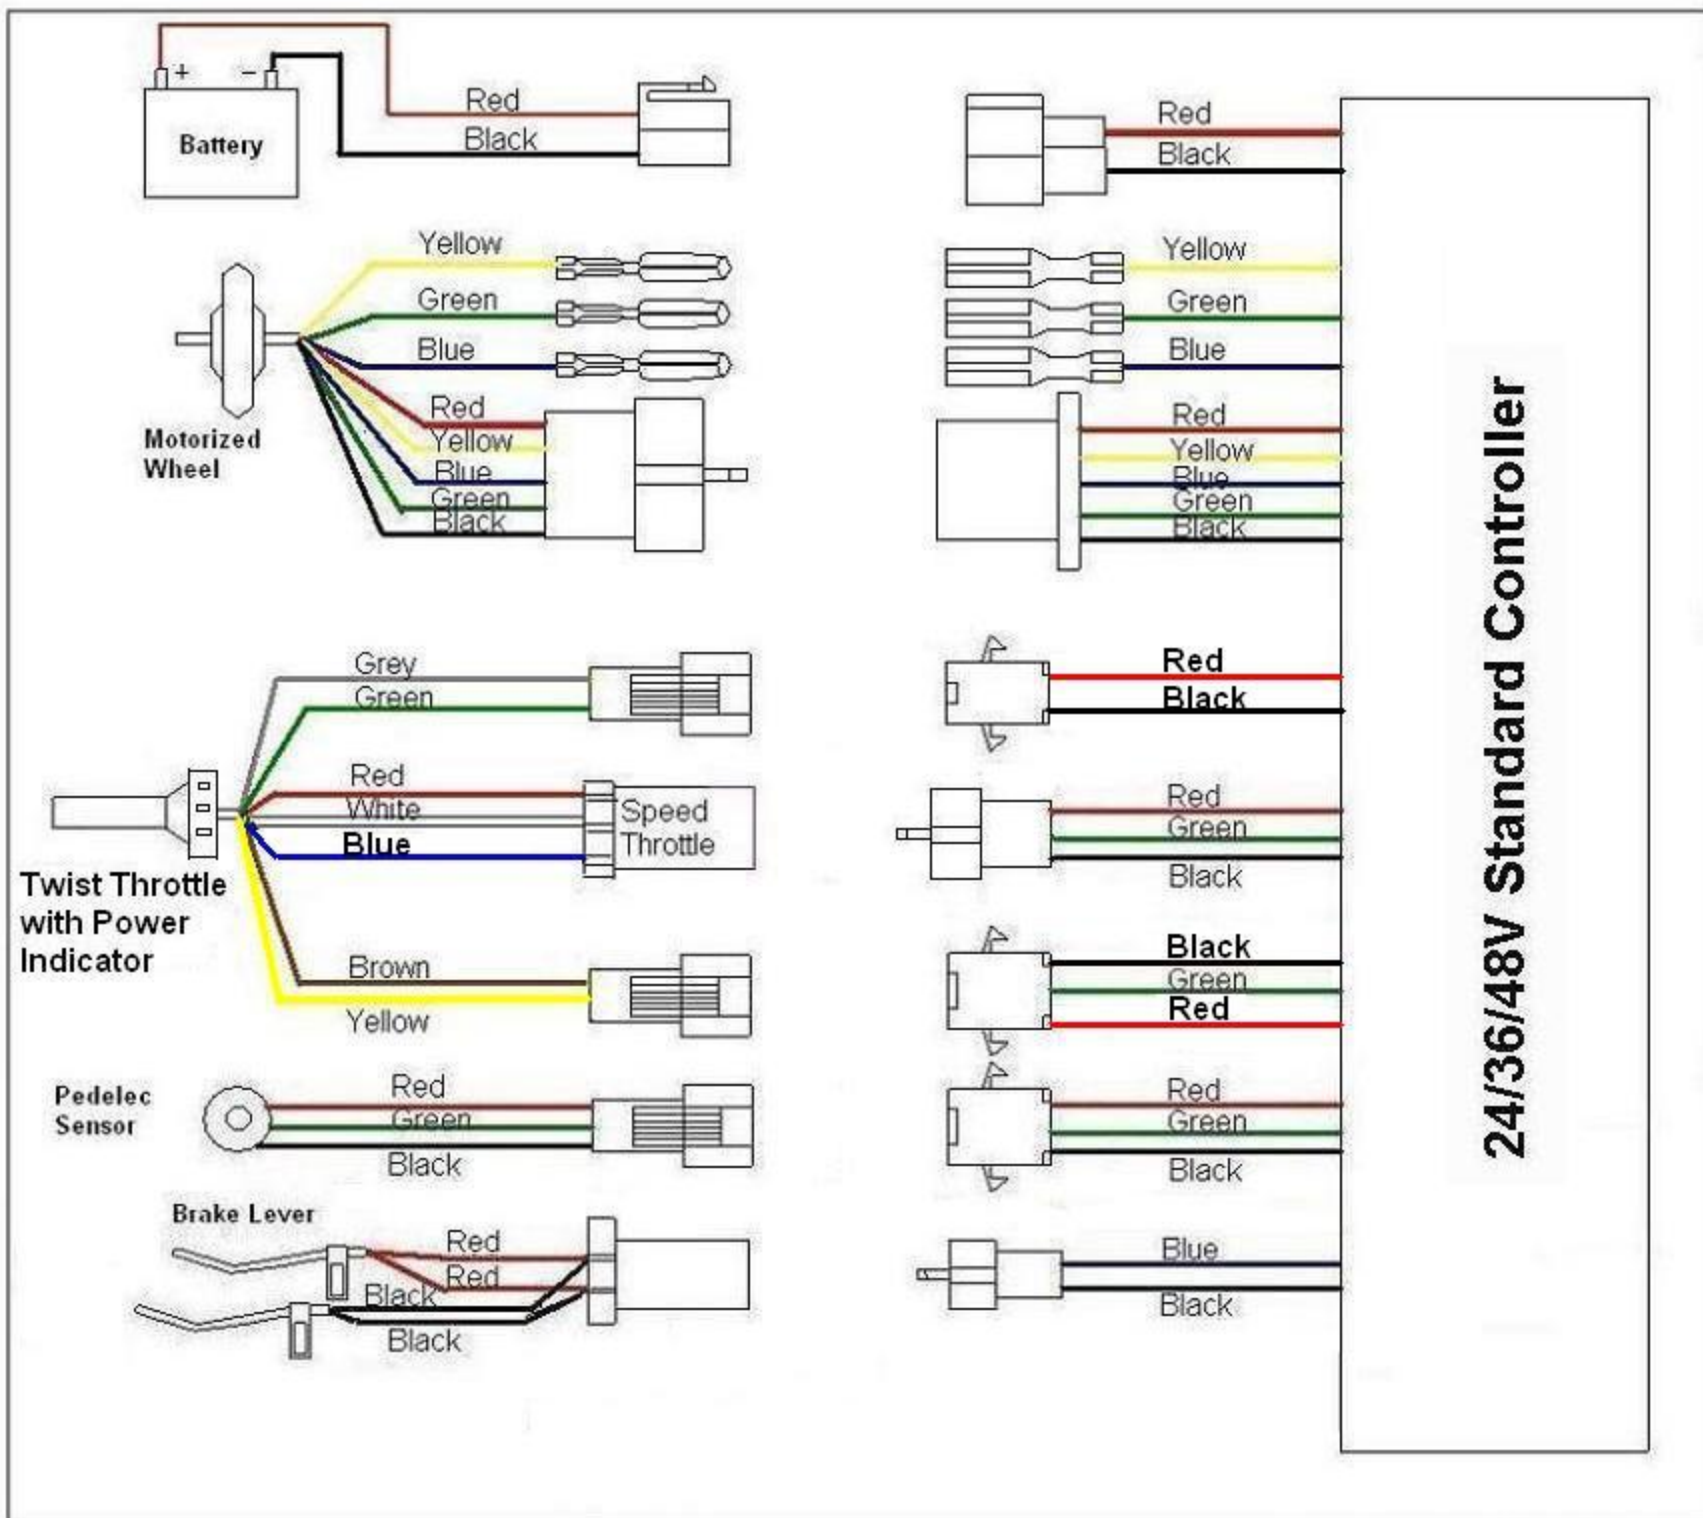 + −
Battery
Red
Black
Red
Black
Yellow
Green
Blue
Red
Yellow
Blue
Green
Black
Motorized
Wheel
Yellow
Green
Blue
Red
Yellow
Blue
Green
Black
Grey
Green
Red
White
Blue
Speed
Throttle
Brown
Yellow
Twist Throttle
with Power
Indicator
Red
Black
Red
Green
Black
Black
Green
Red
Pedelec
Sensor
Red
Green
Black
Red
Green
Black
Brake Lever
Red
Red
Black
Black
Blue
Black
24/36/48V Standard Controller